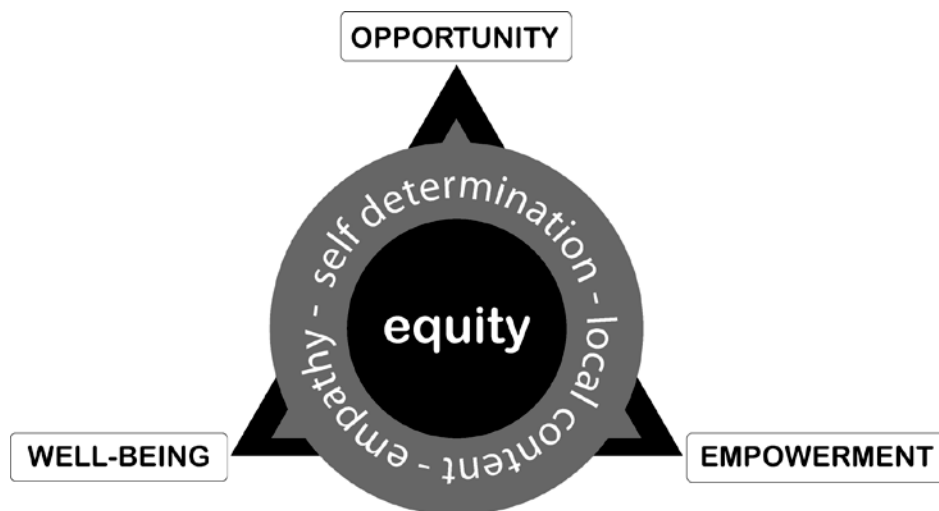 OPPORTUNITY
self determination - local content - empathy -
equity
WELL-BEING
EMPOWERMENT